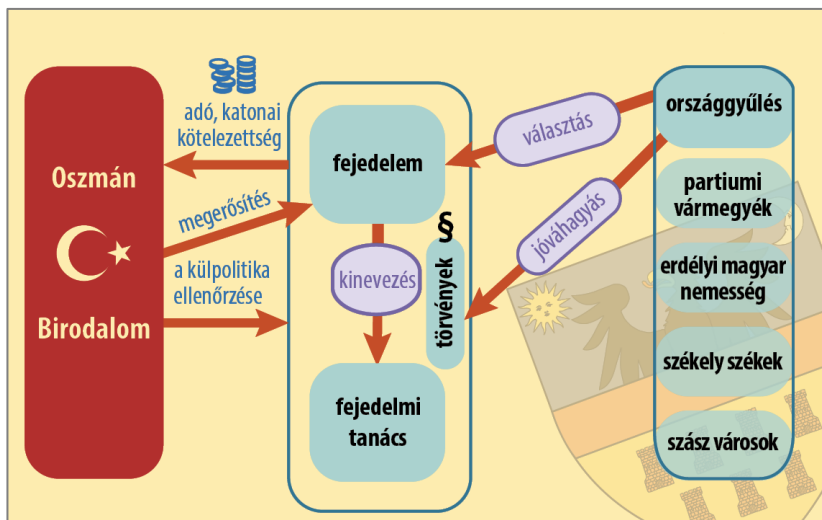 Oszmán
Birodalom
adó, katonai
kötelezettség
megerősítés
a külpolitika
ellenőrzése
fejedelem
kinevezés
fejedelmi
tanács
§
törvények
választás
jóváhagyás
országgyűlés
partiumi
vármegyék
erdélyi magyar
nemesség
székely székek
szász városok